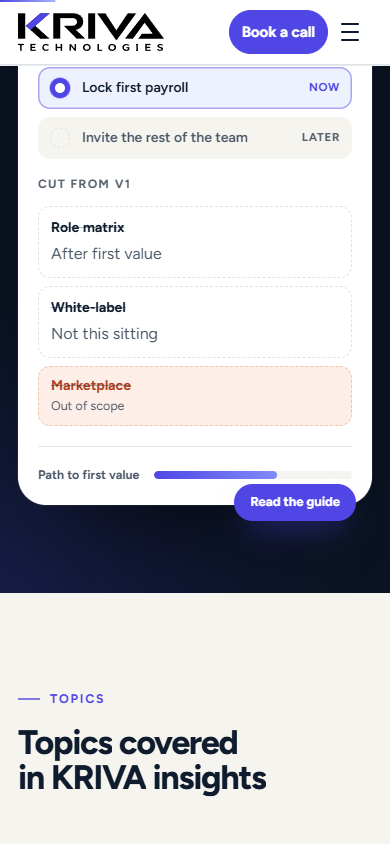 KRIVA
TECHNOLOGIES
Book a call
Lock first payroll
NOW
Invite the rest of the team
LATER
CUT FROM V1
Role matrix
After first value
White-label
Not this sitting
Marketplace
Out of scope
Path to first value
Read the guide
TOPICS
Topics covered
in KRIVA insights